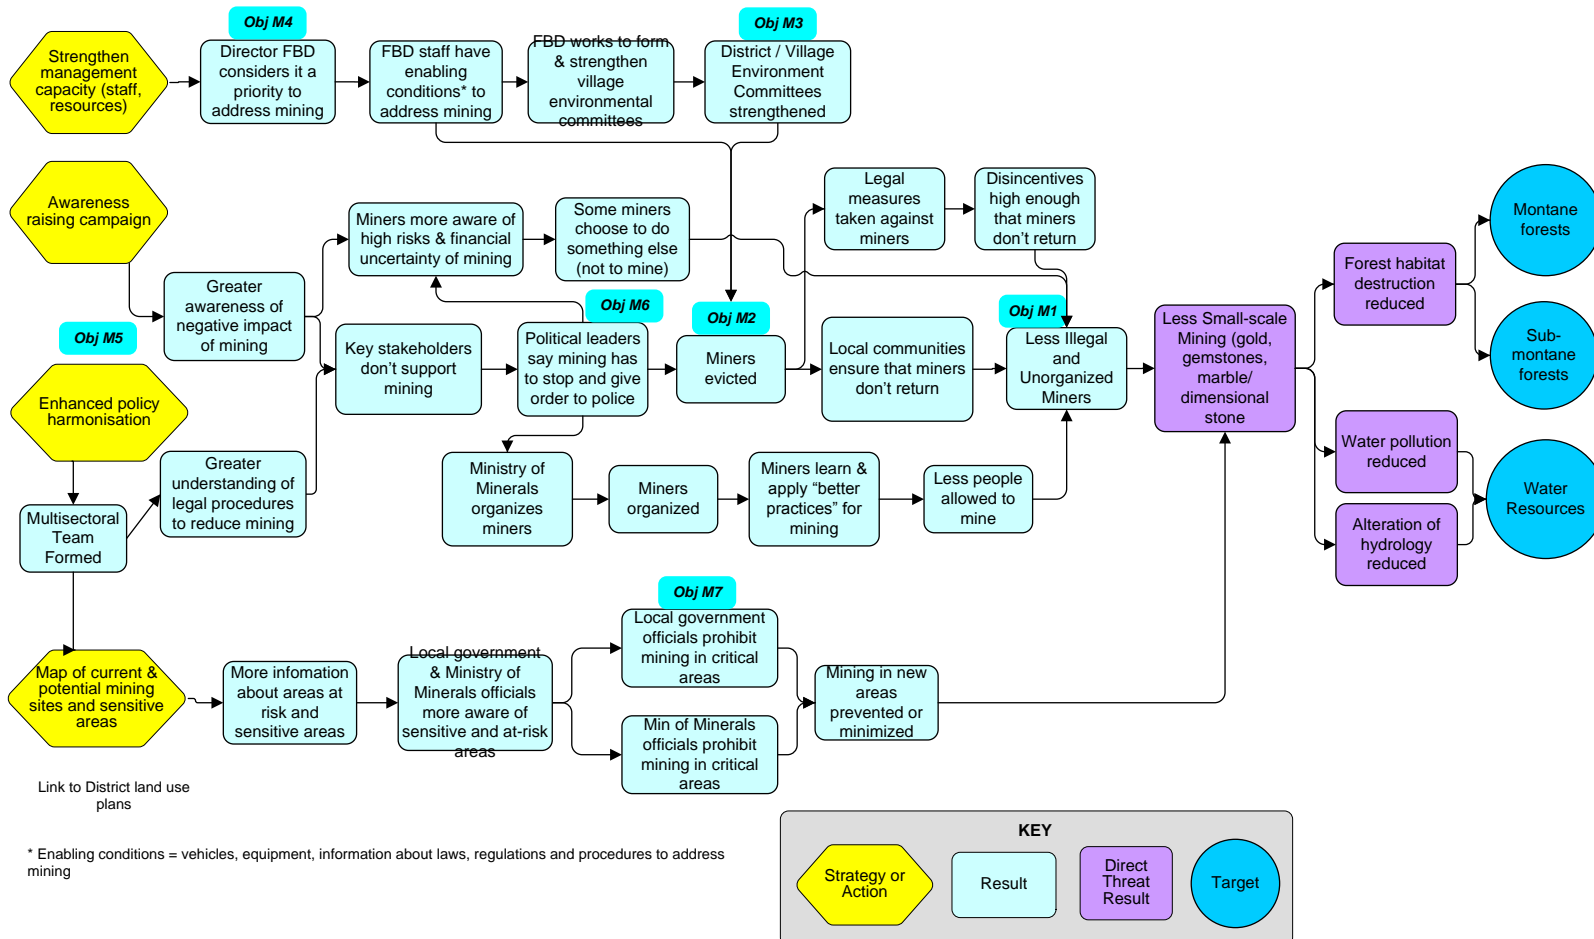 Obj M4
Obj M3
Strengthen
management
capacity (staff,
resources)
Director FBD
considers it a
priority to
address mining
FBD staff have
enabling
conditions* to
address mining
FBD works to form
& strengthen
village
environmental
committees
District / Village
Environment
Committees
strengthened
Awareness
raising campaign
Miners more aware of
high risks & financial
uncertainty of mining
Some miners
choose to do
something else
(not to mine)
Legal
measures
taken against
miners
Disincentives
high enough
that miners
don't return
Montane
forests
Forest habitat
destruction
reduced
Sub-
montane
forests
Greater
awareness of
negative impact
of mining
Obj M5
Obj M6
Obj M2
Obj M1
Key stakeholders
don't support
mining
Political leaders
say mining has
to stop and give
order to police
Miners
evicted
Local communities
ensure that miners
don't return
Less Illegal and
Unorganized
Miners
Less Small-scale
Mining (gold,
gemstones,
marble/
dimensional
stone
Enhanced policy
harmonisation
Greater
understanding of
legal procedures
to reduce mining
Multisectoral
Team
Formed
Ministry of
Minerals
organizes
miners
Miners
organized
Miners learn &
apply “better
practices” for
mining
Less people
allowed to
mine
Water pollution
reduced
Alteration of
hydrology
reduced
Water
Resources
Obj M7
Map of current &
potential mining
sites and sensitive
areas
More infomation
about areas at
risk and
sensitive areas
Local government
& Ministry of
Minerals officials
more aware of
sensitive and at-risk
areas
Local government
officials prohibit
mining in critical
areas
Min of Minerals
officials prohibit
mining in critical
areas
Mining in new
areas
prevented or
minimized
Link to District land use
plans
* Enabling conditions = vehicles, equipment, information about laws, regulations and procedures to address
mining
KEY
Strategy or
Action
Result
Direct
Threat
Result
Target